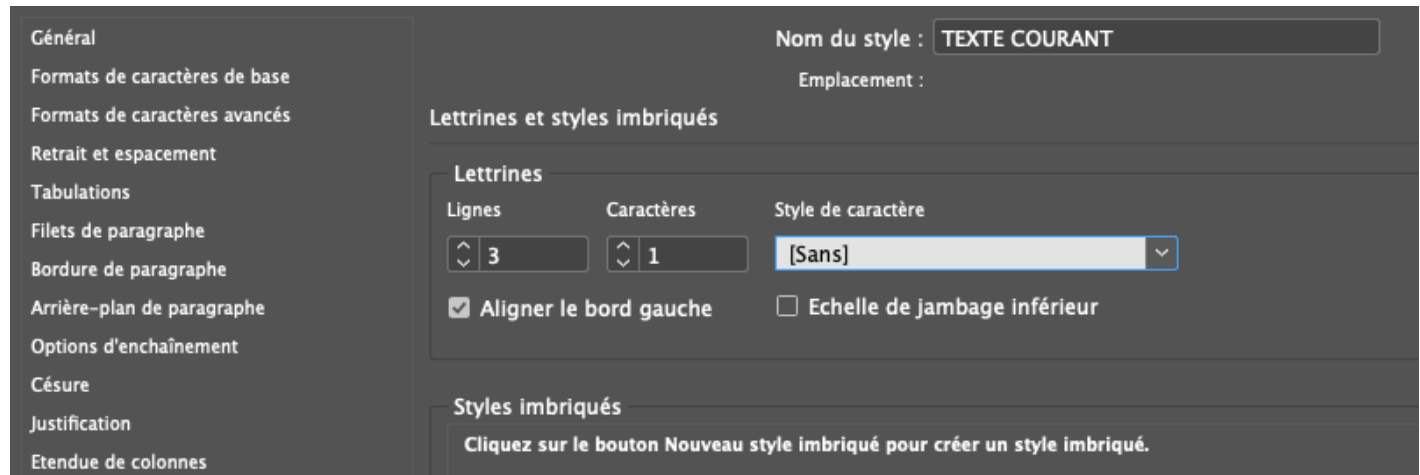 Général
Formats de caractères de base
Formats de caractères avancés
Retrait et espacement
Tabulations
Filets de paragraphe
Bordure de paragraphe
Arrière-plan de paragraphe
Options d'enchaînement
Césure
Justification
Etendue de colonnes
Nom du style : TEXTE COURANT
Emplacement :
Lettrines et styles imbriqués
Lettrines
Lignes Caractères Style de caractère
3 1 [Sans]
Aligner le bord gauche Echelle de jambage inférieur
Styles imbriqués
Cliquez sur le bouton Nouveau style imbriqué pour créer un style imbriqué.